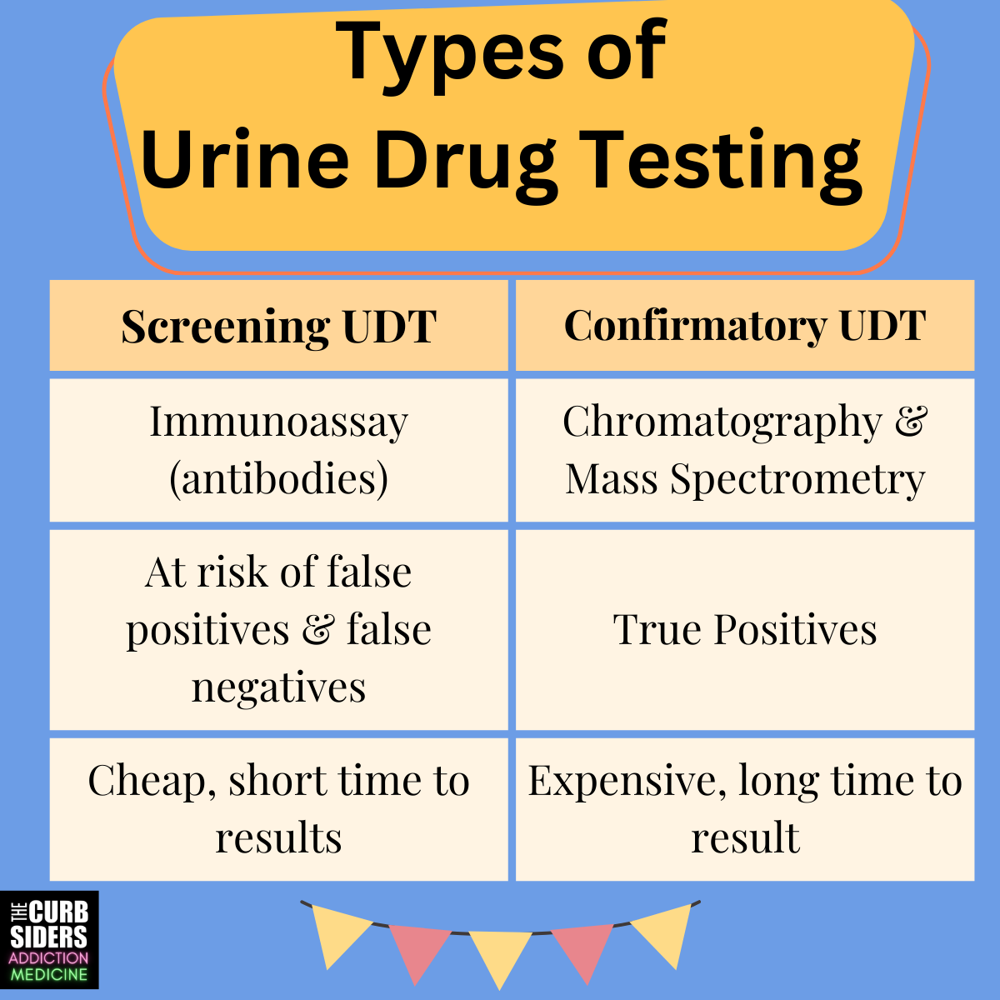 Types of
Urine Drug Testing
Screening UDT
Confirmatory UDT
Immunoassay
(antibodies)
Chromatography &
Mass Spectrometry
At risk of false
positives & false
negatives
True Positives
Cheap, short time to
results
Expensive, long time to
result
THE CURB
SIDERS
ADDICTION
MEDICINE